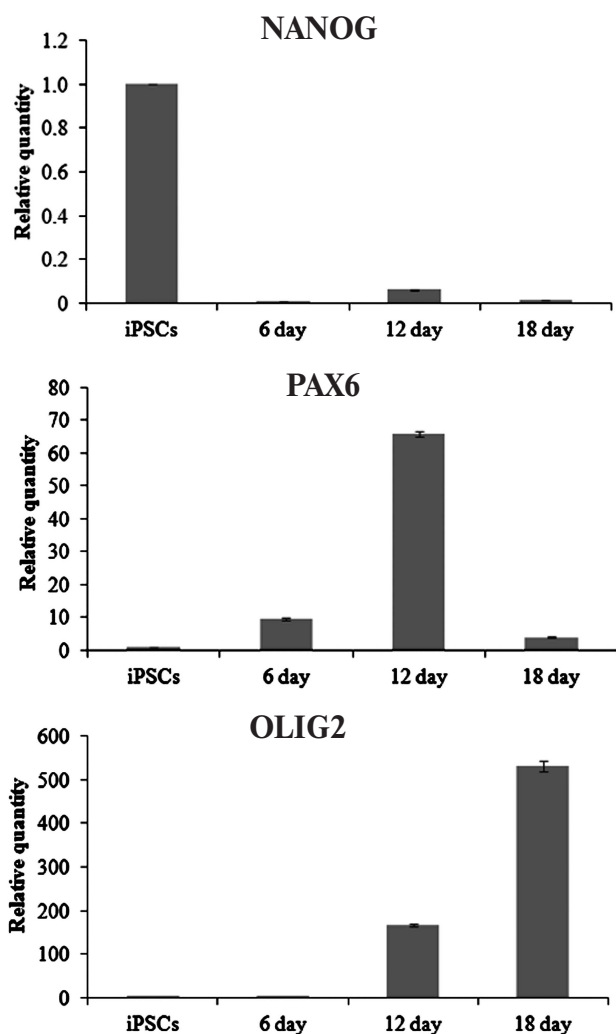 NANOG
Relative quantity
1.2
1.0
0.8
0.6
0.4
0.2
0
iPSCs 6 day 12 day 18 day
PAX6
Relative quantity
80
70
60
50
40
30
20
10
0
iPSCs 6 day 12 day 18 day
OLIG2
Relative quantity
600
500
400
300
200
100
0
iPSCs 6 day 12 day 18 day